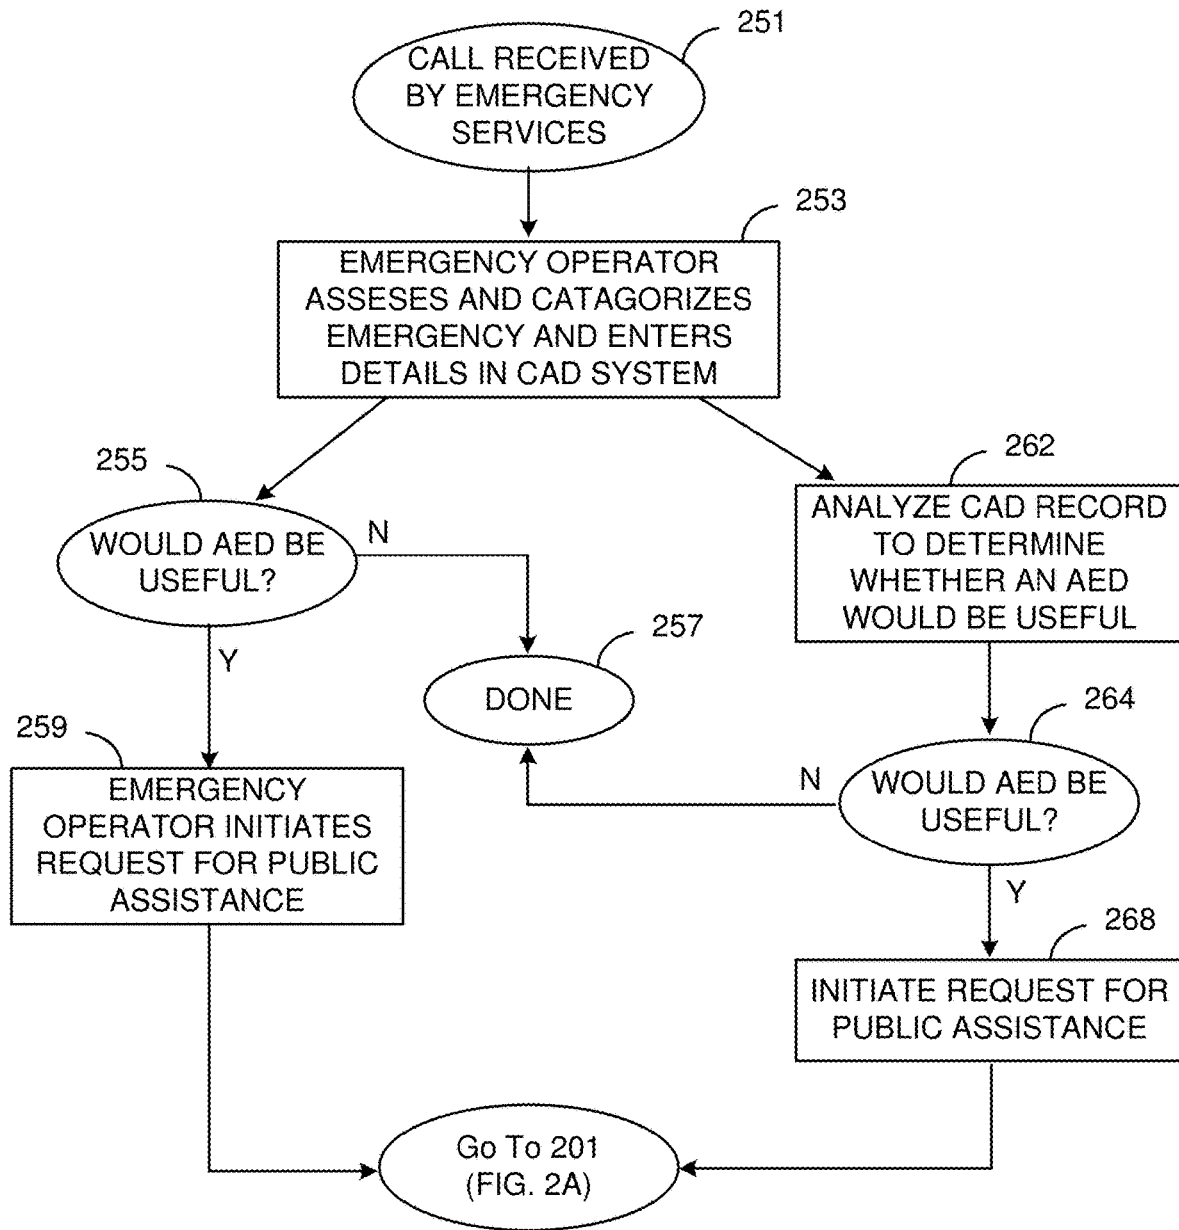 251
CALL RECEIVED
BY EMERGENCY
SERVICES
253
EMERGENCY OPERATOR
ASSESES AND CATAGORIZES
EMERGENCY AND ENTERS
DETAILS IN CAD SYSTEM
255
WOULD AED BE
USEFUL?
N
Y
262
ANALYZE CAD RECORD
TO DETERMINE
WHETHER AN AED
WOULD BE USEFUL
257
DONE
264
WOULD AED BE
USEFUL?
N
Y
259
EMERGENCY
OPERATOR INITIATES
REQUEST FOR PUBLIC
ASSISTANCE
268
INITIATE REQUEST FOR
PUBLIC ASSISTANCE
Go To 201
(FIG. 2A)